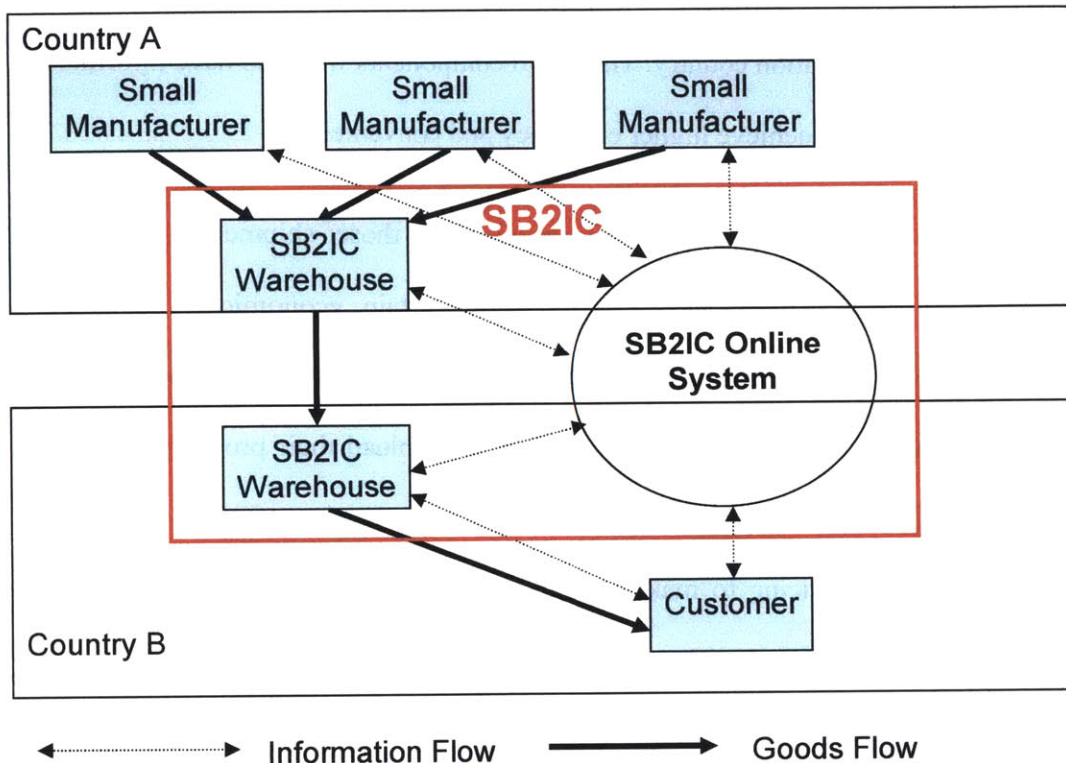 Country A
Small
Manufacturer
Small
Manufacturer
Small
Manufacturer
SB2IC
SB2IC
Warehouse
SB2IC Online
System
SB2IC
Warehouse
Customer
Country B
Information Flow
Goods Flow